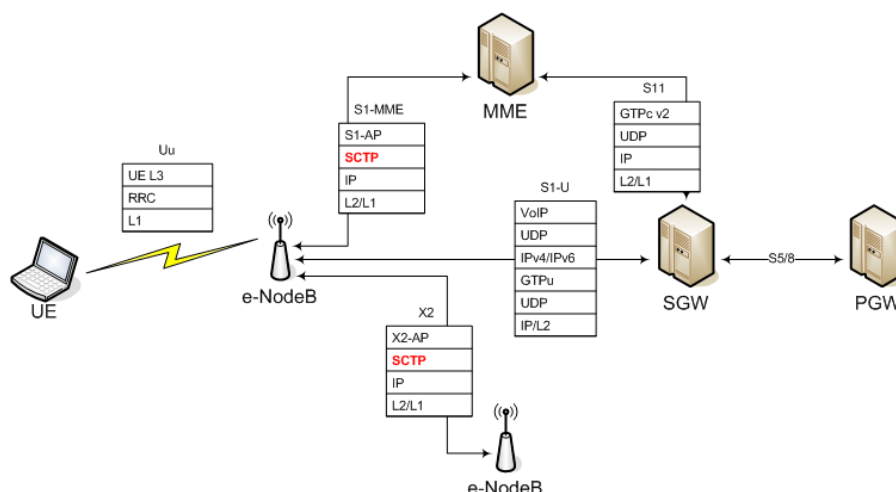 MME
S11
GTPc v2
UDP
IP
L2/L1
S1-MME
S1-AP
SCTP
IP
L2/L1
Uu
UE L3
RRC
L1
S1-U
VoIP
UDP
IPv4/IPv6
GTPu
UDP
IP/L2
UE
e-NodeB
SGW
S5/8
PGW
X2
X2-AP
SCTP
IP
L2/L1
e-NodeB